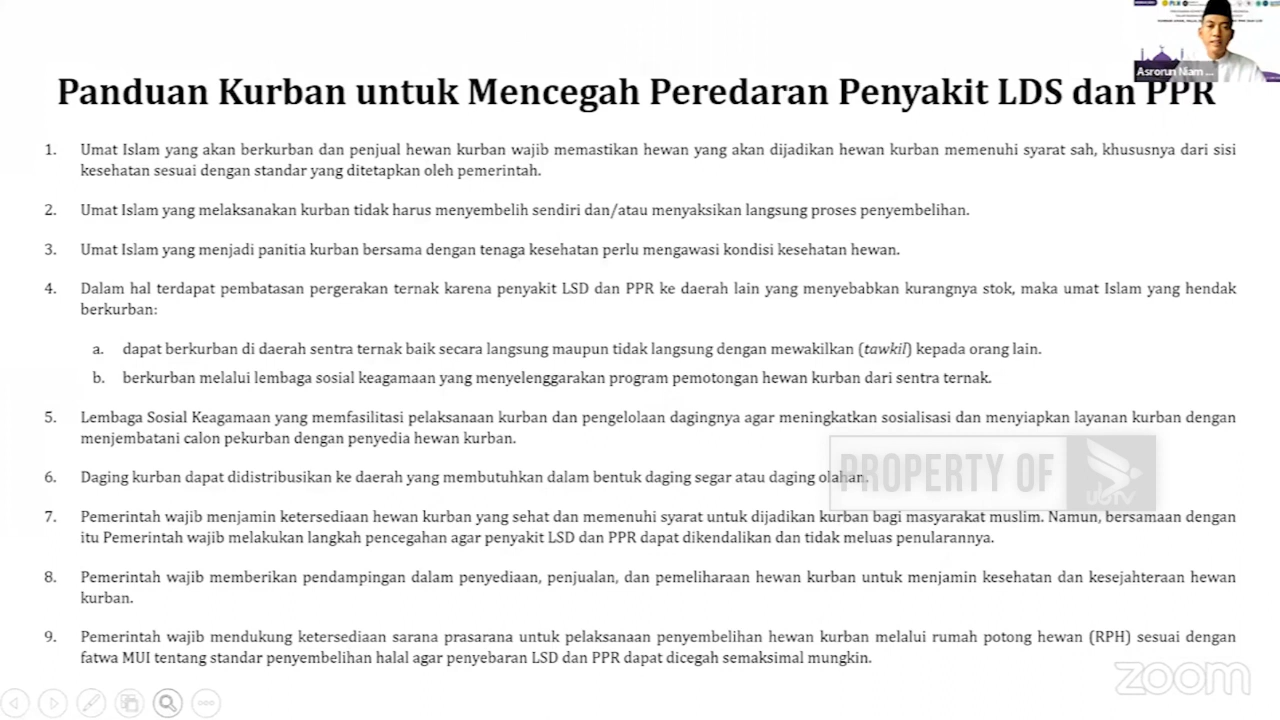 Asrorun Niam ...
Panduan Kurban untuk Mencegah Peredaran Penyakit LDS dan PPR
1. Umat Islam yang akan berkurban dan penjual hewan kurban wajib memastikan hewan yang akan dijadikan hewan kurban memenuhi syarat sah, khususnya dari sisi
kesehatan sesuai dengan standar yang ditetapkan oleh pemerintah.
2. Umat Islam yang melaksanakan kurban tidak harus menyembelih sendiri dan/atau menyaksikan langsung proses penyembelihan.
3. Umat Islam yang menjadi panitia kurban bersama dengan tenaga kesehatan perlu mengawasi kondisi kesehatan hewan.
4. Dalam hal terdapat pembatasan pergerakan ternak karena penyakit LSD dan PPR ke daerah lain yang menyebabkan kurangnya stok, maka umat Islam yang hendak
berkurban:
a. dapat berkurban di daerah sentra ternak baik secara langsung maupun tidak langsung dengan mewakilkan (tawkil) kepada orang lain.
b. berkurban melalui lembaga sosial keagamaan yang menyelenggarakan program pemotongan hewan kurban dari sentra ternak.
5. Lembaga Sosial Keagamaan yang memfasilitasi pelaksanaan kurban dan pengelolaan dagingnya agar meningkatkan sosialisasi dan menyiapkan layanan kurban dengan
menjembatani calon pekurban dengan penyedia hewan kurban.
6. Daging kurban dapat didistribusikan ke daerah yang membutuhkan dalam bentuk daging segar atau daging olahan.
PROPERTY OF
ubtv
7. Pemerintah wajib menjamin ketersediaan hewan kurban yang sehat dan memenuhi syarat untuk dijadikan kurban bagi masyarakat muslim. Namun, bersamaan dengan
itu Pemerintah wajib melakukan langkah pencegahan agar penyakit LSD dan PPR dapat dikendalikan dan tidak meluas penularannya.
8. Pemerintah wajib memberikan pendampingan dalam penyediaan, penjualan, dan pemeliharaan hewan kurban untuk menjamin kesehatan dan kesejahteraan hewan
kurban.
9. Pemerintah wajib mendukung ketersediaan sarana prasarana untuk pelaksanaan penyembelihan hewan kurban melalui rumah potong hewan (RPH) sesuai dengan
fatwa MUI tentang standar penyembelihan halal agar penyebaran LSD dan PPR dapat dicegah semaksimal mungkin.
zoom